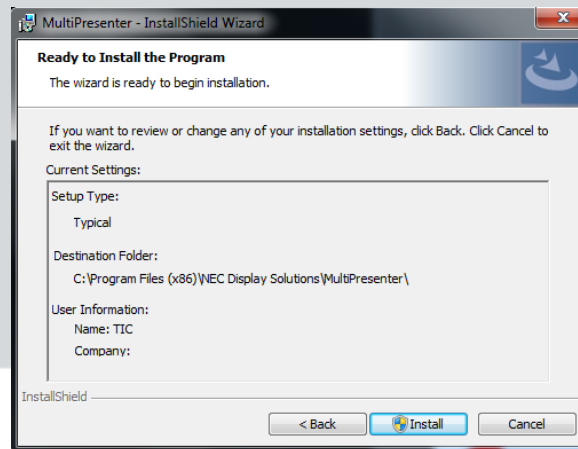 MultiPresenter - InstallShield Wizard
Ready to Install the Program
The wizard is ready to begin installation.
If you want to review or change any of your installation settings, click Back. Click Cancel to
exit the wizard.
Current Settings:
Setup Type:
Typical
Destination Folder:
C:\Program Files (x86)\NEC Display Solutions\MultiPresenter\
User Information:
Name: TIC
Company:
InstallShield
< Back Install Cancel